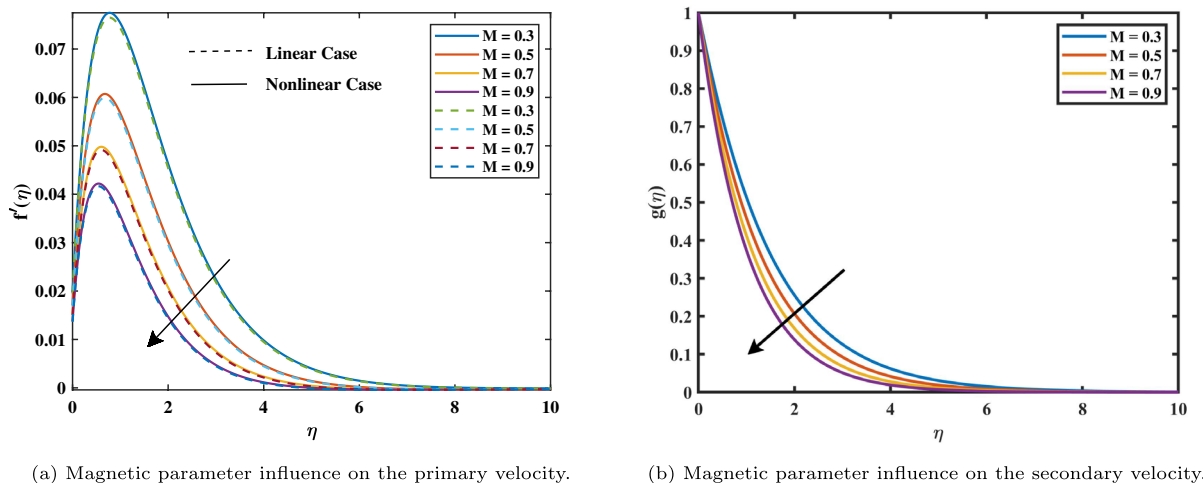 0.07
0.06
0.05
0.04
0.03
0.02
0.01
0
f′(η)
0 2 4 6 8 10
η
Linear Case
Nonlinear Case
M = 0.3
M = 0.5
M = 0.7
M = 0.9
M = 0.3
M = 0.5
M = 0.7
M = 0.9
(a) Magnetic parameter influence on the primary velocity.
1
0.9
0.8
0.7
0.6
0.5
0.4
0.3
0.2
0.1
0
g(η)
0 2 4 6 8 10
η
M = 0.3
M = 0.5
M = 0.7
M = 0.9
(b) Magnetic parameter influence on the secondary velocity.